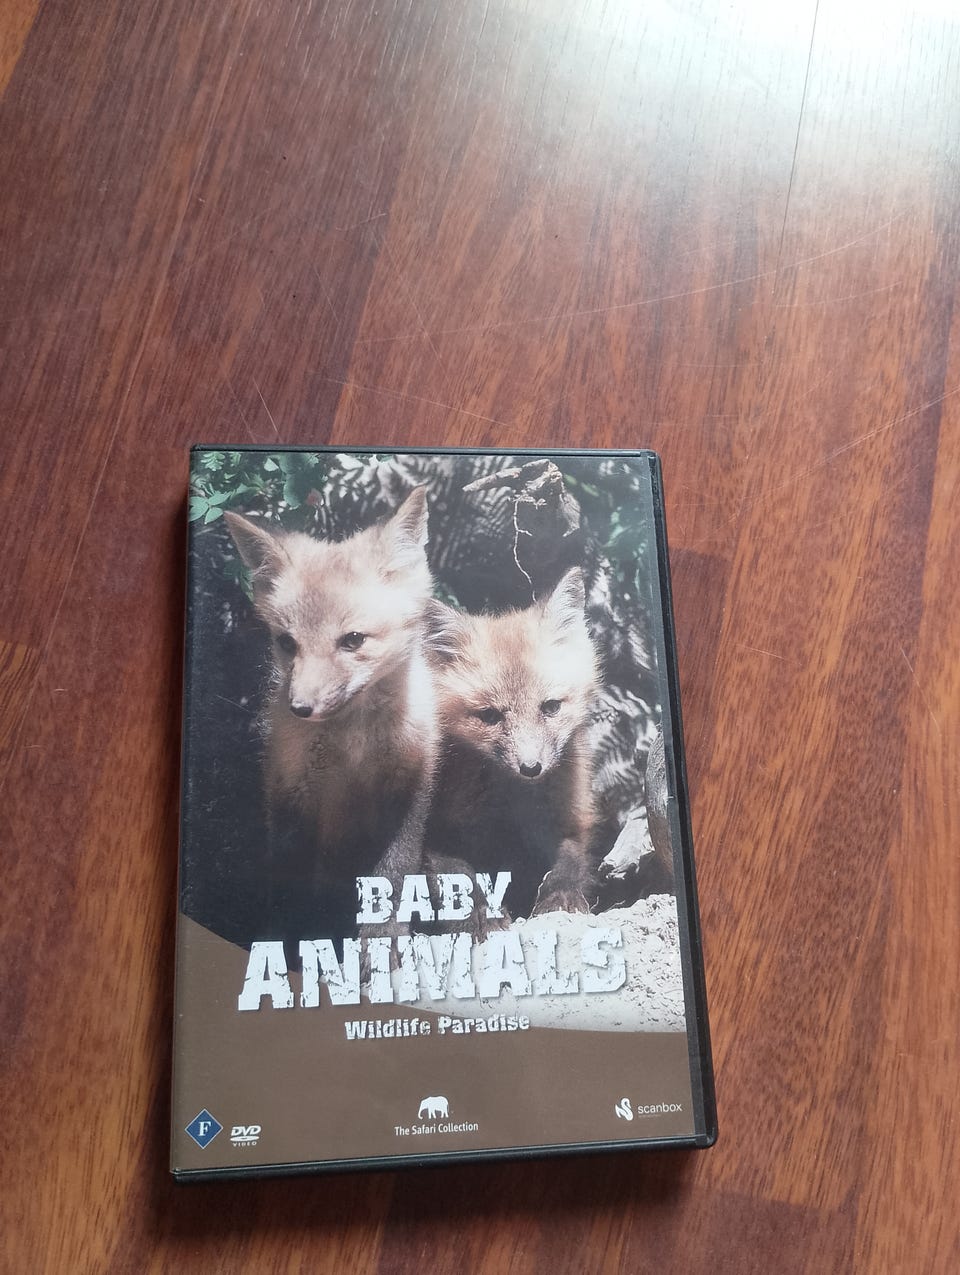 BABY
ANIMALS
Wildlife Paradise
F
DVD
VIDEO
The Safari Collection
scanbox